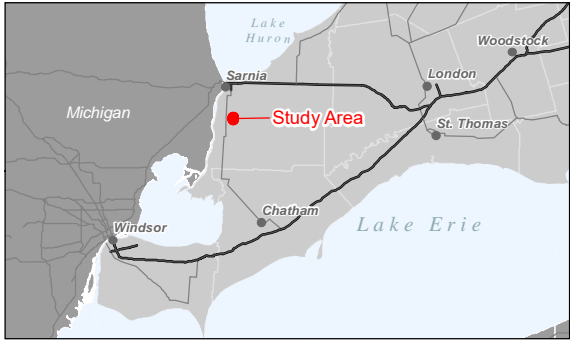 Lake
Huron
Woodstock
Sarnia
London
Michigan
Study Area
St. Thomas
Chatham
Lake Erie
Windsor